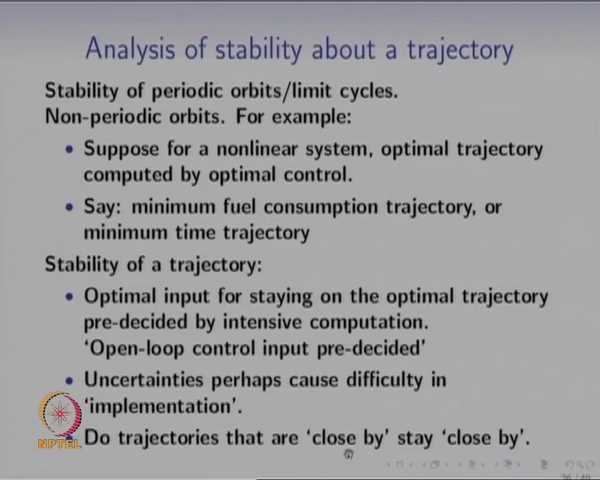 Analysis of stability about a trajectory
Stability of periodic orbits/limit cycles.
Non-periodic orbits. For example:
• Suppose for a nonlinear system, optimal trajectory
computed by optimal control.
• Say: minimum fuel consumption trajectory, or
minimum time trajectory
Stability of a trajectory:
• Optimal input for staying on the optimal trajectory
pre-decided by intensive computation.
‘Open-loop control input pre-decided’
• Uncertainties perhaps cause difficulty in
‘implementation’.
• Do trajectories that are ‘close by’ stay ‘close by’.
NPTEL